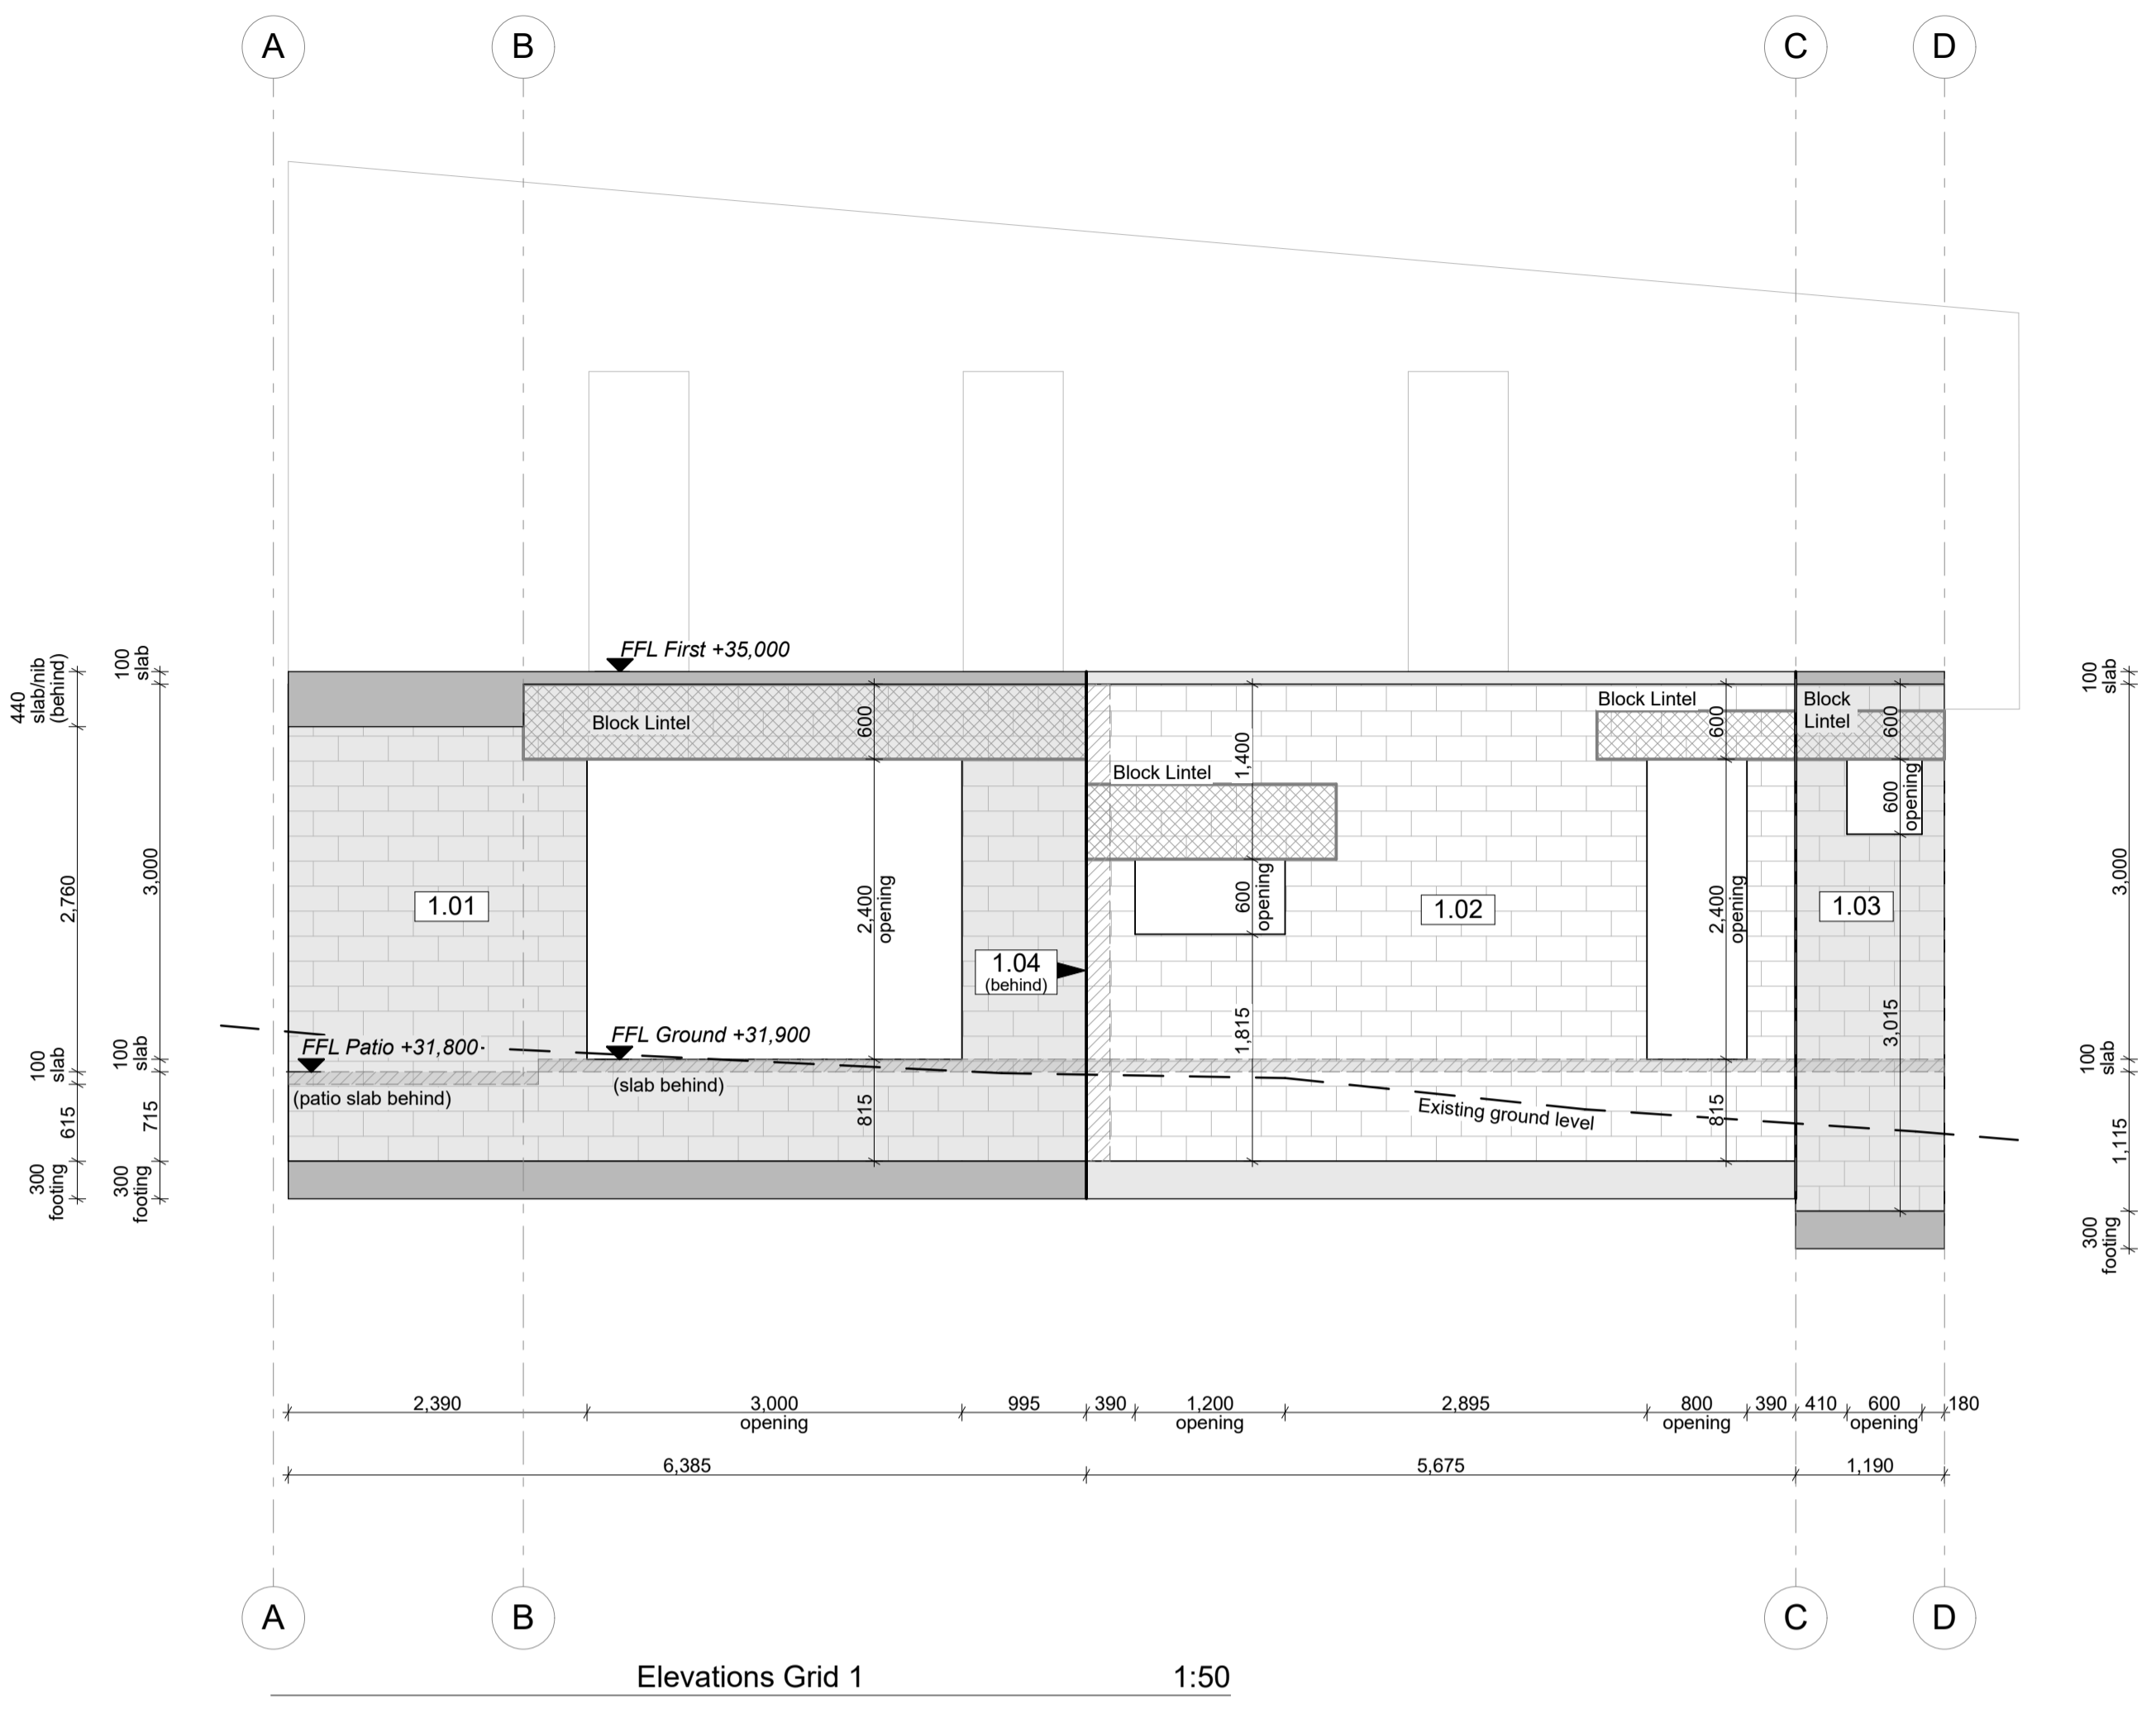 A
B
C
D
FFL First +35,000
440
slab/nib
(behind)
100
slab
100
slab
Block Lintel
600
1,400
Block Lintel
Block Lintel
600
Block
Lintel
600
600
opening
2,760
3,000
1.01
2,400
opening
1.04
(behind)
600
opening
1.02
2,400
opening
1.03
3,000
FFL Patio +31,800
FFL Ground +31,900
1,815
3,015
100
slab
100
slab
(patio slab behind)
(slab behind)
100
slab
615
715
815
Existing ground level
815
1,115
300
footing
300
footing
300
footing
2,390
3,000
opening
995
390
1,200
opening
2,895
800
opening
390
410
600
opening
180
6,385
5,675
1,190
A
B
C
D
Elevations Grid 1
1:50